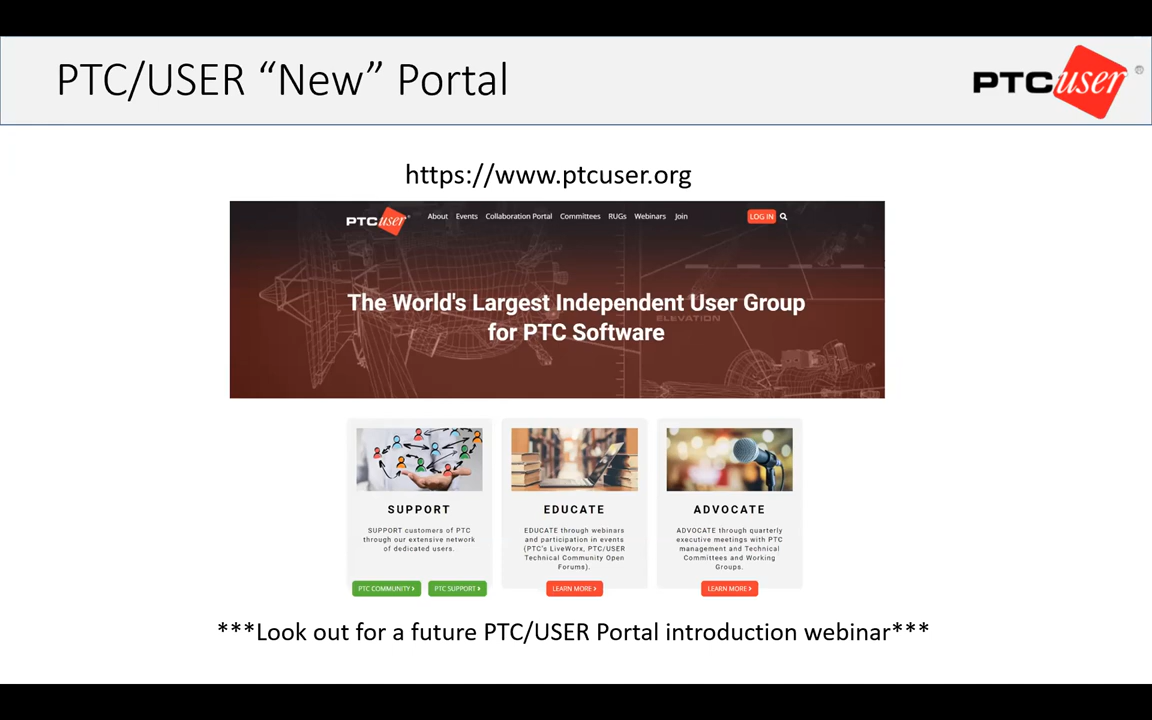 PTC/USER “New” Portal
PTCuser
https://www.ptcuser.org
PTCuser
About Events Collaboration Portal Committees RUGs Webinars Join LOG IN
The World's Largest Independent User Group
for PTC Software
ELEVATION
SUPPORT
SUPPORT customers of PTC
through our extensive network
of dedicated users.
PTC COMMUNITY >
PTC SUPPORT >
EDUCATE
EDUCATE through webinars
and participation in events
(PTC's LiveWorx, PTC/USER
Technical Community Open
Forums).
LEARN MORE >
ADVOCATE
ADVOCATE through quarterly
executive meetings with PTC
management and Technical
Committees and Working
Groups.
LEARN MORE >
***Look out for a future PTC/USER Portal introduction webinar***